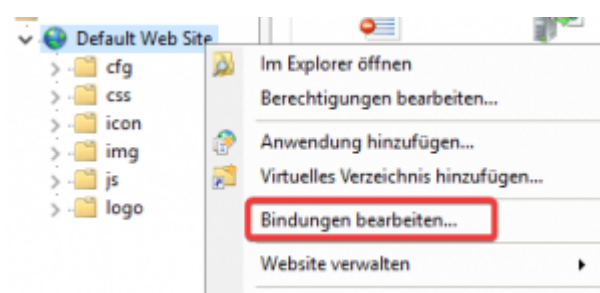 Default Web Site
cfg
css
icon
img
js
logo
Im Explorer öffnen
Berechtigungen bearbeiten...
Anwendung hinzufügen...
Virtuelles Verzeichnis hinzufügen...
Bindungen bearbeiten...
Website verwalten